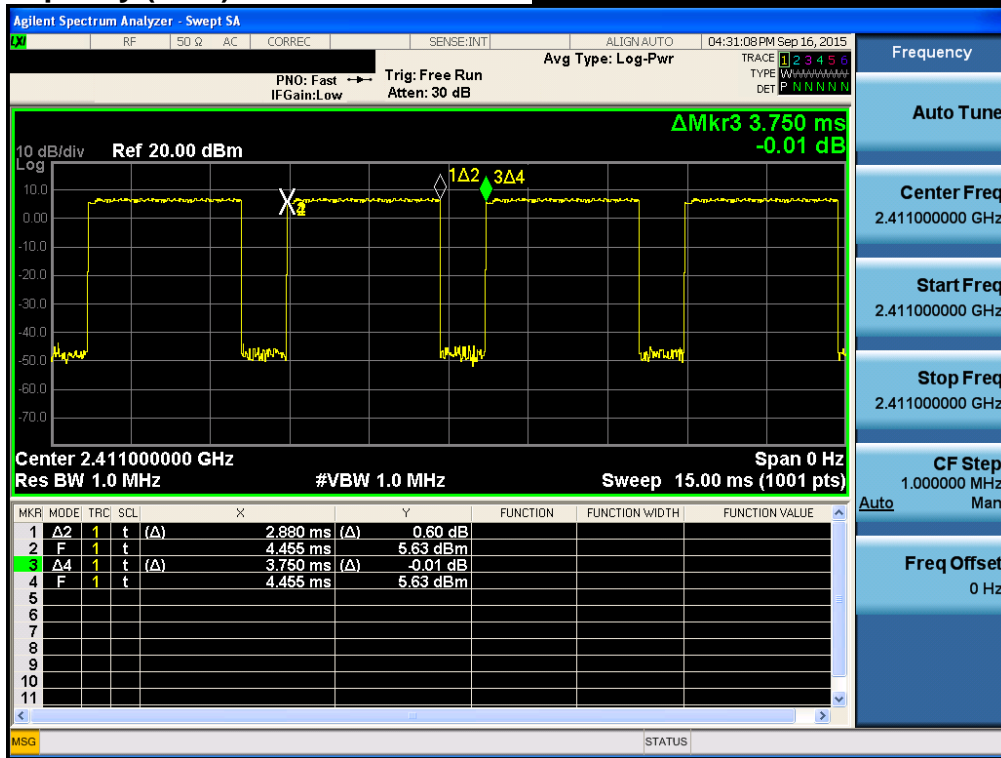 Agilent Spectrum Analyzer - Swept SA
LXI RF 50 Ω AC CORREC SENSE:INT ALIGNAUTO 04:31:08PM Sep 16, 2015
PNO: Fast
IFGain:Low
Trig: Free Run
Atten: 30 dB
Avg Type: Log-Pwr
TRACE 1 2 3 4 5 6
TYPE W
DET P N N N N N
ΔMkr3 3.750 ms
-0.01 dB
10 dB/div Ref 20.00 dBm
Log
10.0
0.00
-10.0
-20.0
-30.0
-40.0
-50.0
-60.0
-70.0
1Δ2
3Δ4
Center 2.411000000 GHz Span 0 Hz
Res BW 1.0 MHz #VBW 1.0 MHz Sweep 15.00 ms (1001 pts)
MKR MODE TRC SCL X Y FUNCTION FUNCTION WIDTH FUNCTION VALUE
1 Δ2 1 t (Δ) 2.880 ms (Δ) 0.60 dB
2 F 1 t 4.455 ms 5.63 dBm
3 Δ4 1 t (Δ) 3.750 ms (Δ) -0.01 dB
4 F 1 t 4.455 ms 5.63 dBm
5
6
7
8
9
10
11
MSG STATUS
Frequency
Auto Tune
Center Freq
2.411000000 GHz
Start Freq
2.411000000 GHz
Stop Freq
2.411000000 GHz
CF Step
1.000000 MHz
Auto Man
Freq Offset
0 Hz